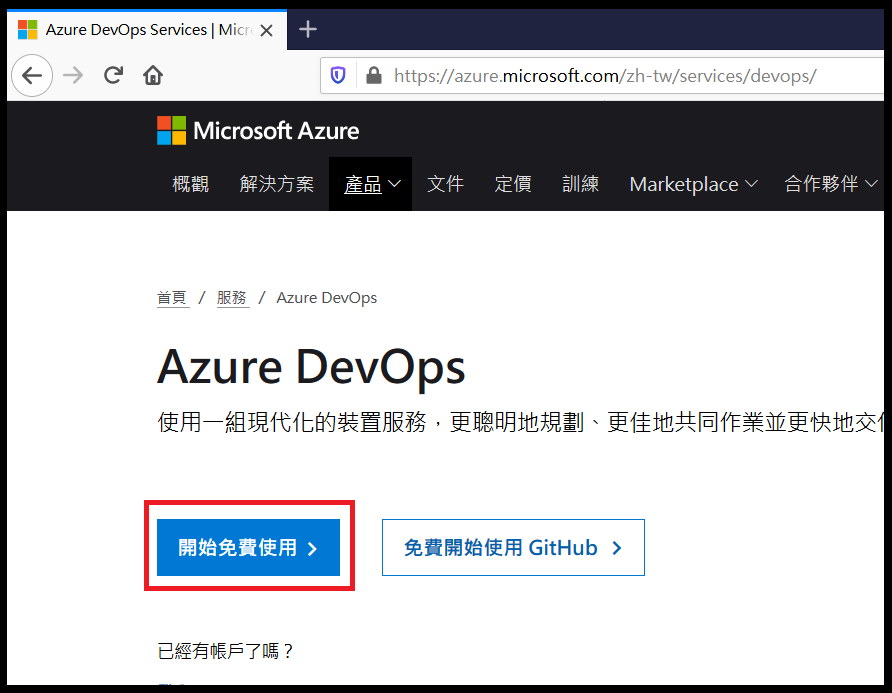 Azure DevOps Services | Micr
https://azure.microsoft.com/zh-tw/services/devops/
Microsoft Azure
概觀 解決方案 產品 文件 定價 訓練 Marketplace 合作夥伴
首頁 / 服務 / Azure DevOps
Azure DevOps
使用一組現代化的裝置服務，更聰明地規劃、更佳地共同作業並更快地交
開始免費使用 免費開始使用 GitHub
已經有帳戶了嗎？